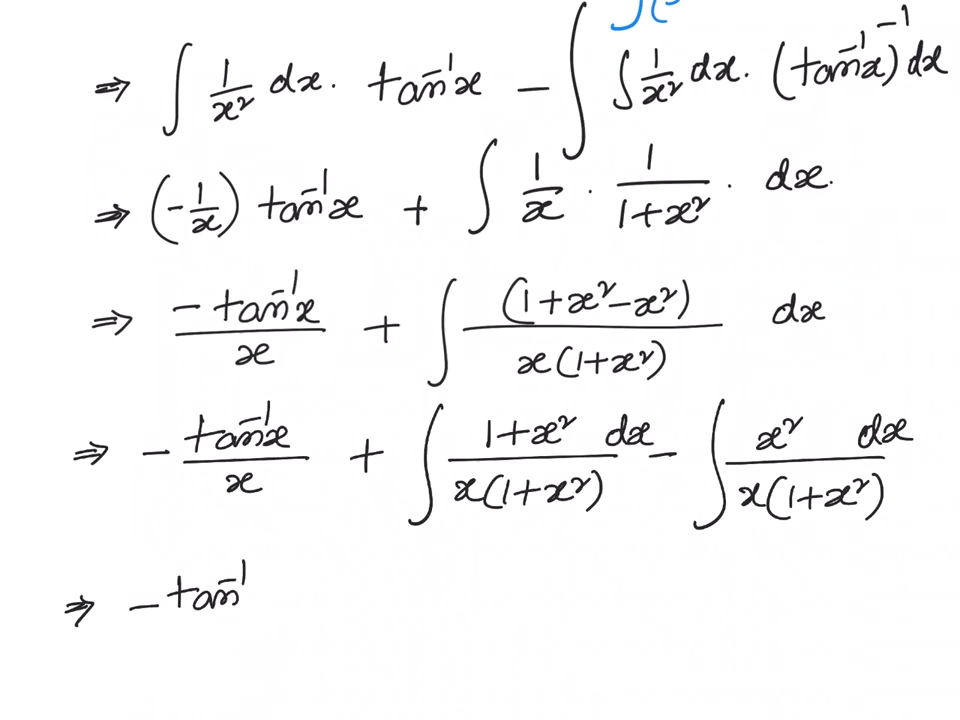 ⇒ ∫ 1/x² dx. tan⁻¹x − ∫ ∫ 1/x² dx. (tan⁻¹x)⁻¹ dx
⇒ (−1/x) tan⁻¹x + ∫ 1/x . 1/(1+x²) . dx.
⇒ −tan⁻¹x/x + ∫ (1+x²−x²)/(x(1+x²)) dx
⇒ − tan⁻¹x/x + ∫ (1+x² dx)/(x(1+x²)) − ∫ (x² dx)/(x(1+x²))
⇒ −tan⁻¹